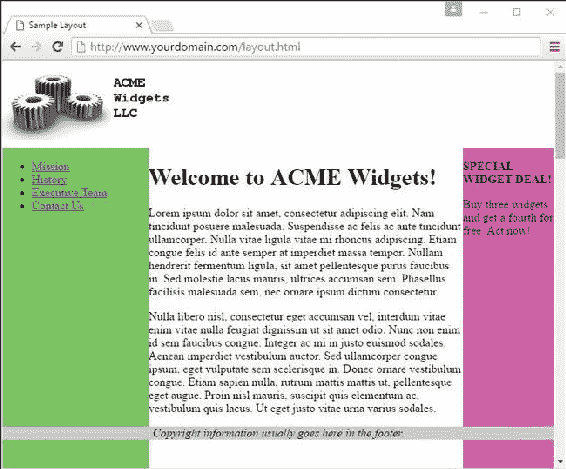 Sample Layout
http://www.yourdomain.com/layout.html
ACME
Widgets
LLC
Mission
History
Executive Team
Contact Us
Welcome to ACME Widgets!
Lorem ipsum dolor sit amet, consectetur adipiscing elit. Nam
tincidunt posuere malesuada. Suspendisse ac felis ac ante tincidunt
ullamcorper. Nulla vitae ligula vitae mi rhoncus adipiscing. Etiam
congue felis id ante semper at imperdiet massa tempor. Nullam
hendrerit fermentum ligula, sit amet pellentesque purus faucibus
in. Sed molestie lacus mauris, ultrices accumsan sem. Phasellus
facilisis malesuada sem, nec ornare ipsum dictum consectetur.
Nulla libero nisl, consectetur eget accumsan vel, interdum vitae
enim vitae nulla feugiat dignissim ut sit amet odio. Nunc non enim
id sem faucibus congue. Integer ac mi in justo euismod sodales.
Aenean imperdiet vestibulum auctor. Sed ullamcorper congue
ipsum, eget vulputate sem scelerisque in. Donec ornare vestibulum
congue. Etiam sapien nulla, rutrum mattis mattis ut, pellentesque
eget augue. Proin nisl mauris, suscipit quis elementum ac,
vestibulum quis lacus. Ut eget justo vitae urna varius sodales.
SPECIAL
WIDGET DEAL!
Buy three widgets
and get a fourth for
free. Act now!
Copyright information usually goes here in the footer.